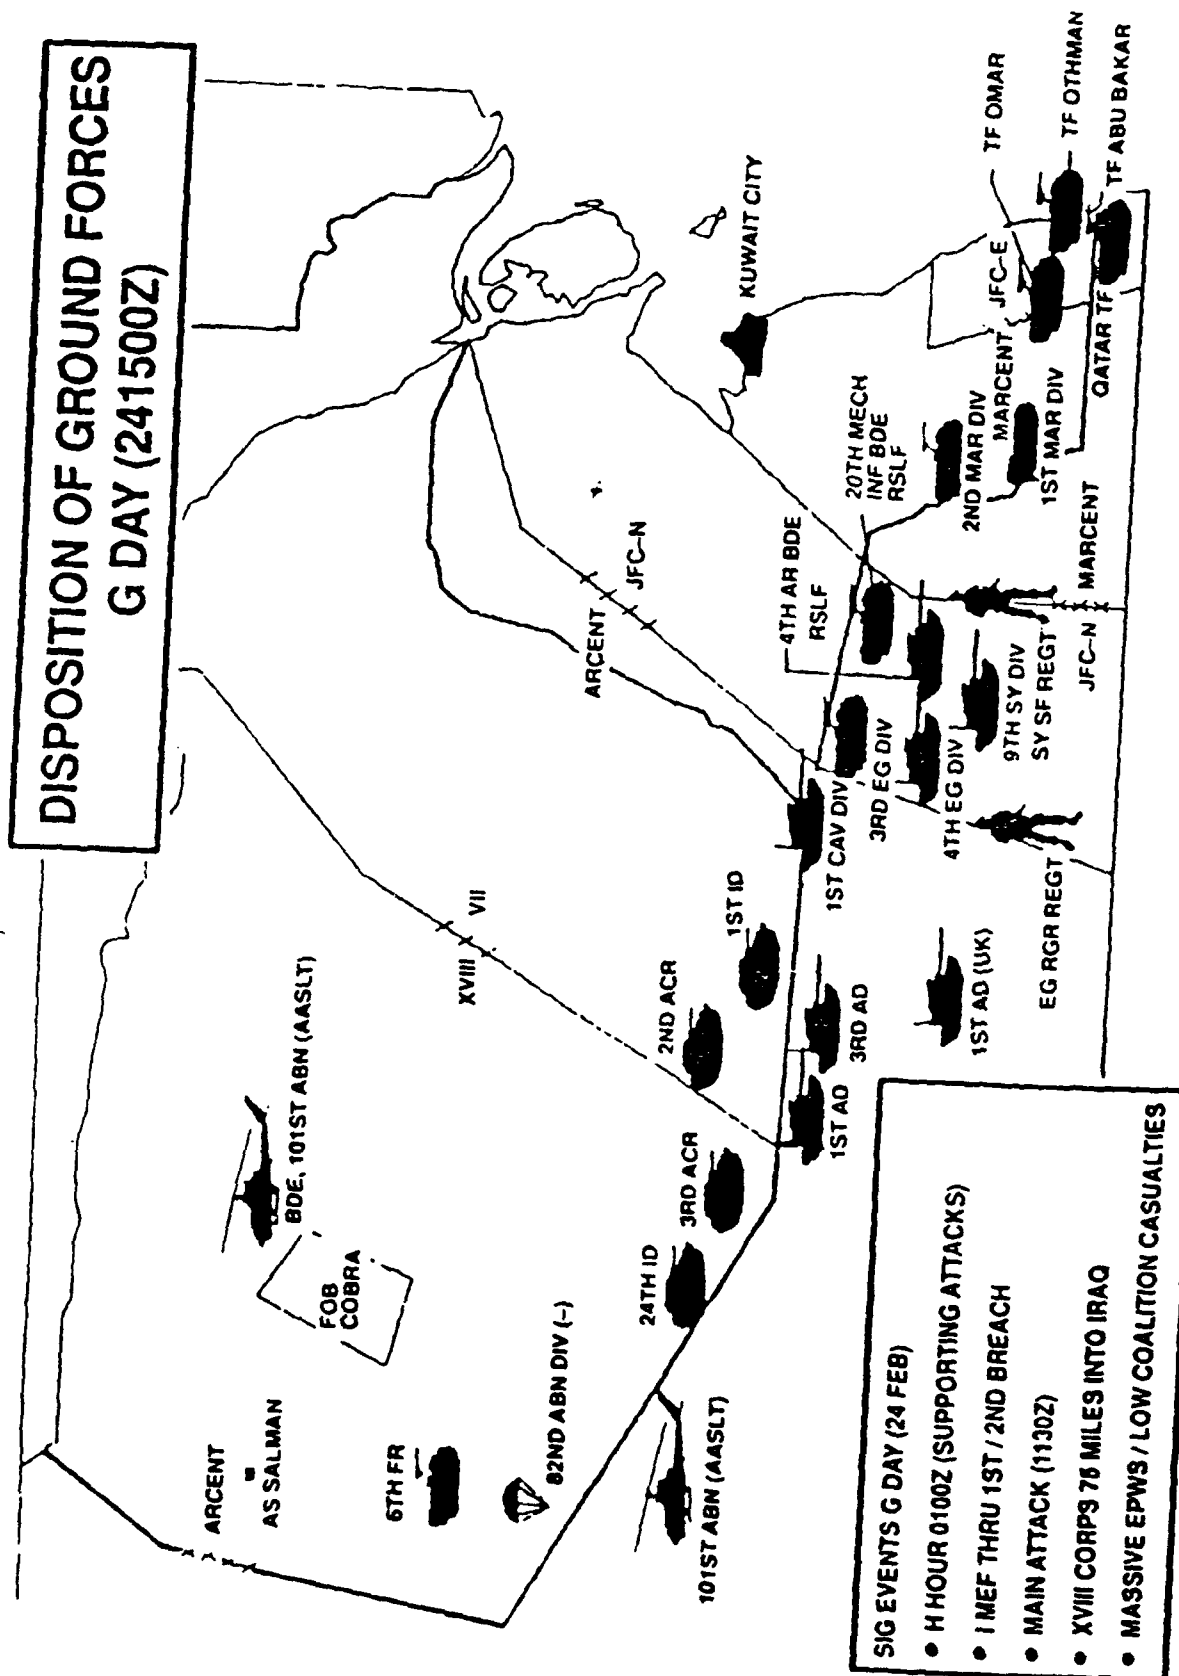 DISPOSITION OF GROUND FORCES
G DAY (241500Z)
ARCENT
AS SALMAN
6TH FR
82ND ABN DIV (-)
101ST ABN (AASLT)
FOB
COBRA
BDE, 101ST ABN (AASLT)
24TH ID
3RD ACR
XVIII
VII
2ND ACR
1ST ID
1ST AD
3RD AD
1ST AD (UK)
1ST CAV DIV
3RD EG DIV
4TH EG DIV
EG RGR REGT
9TH SY DIV
SY SF REGT
ARCENT
JFC-N
4TH AR BDE
RSLF
20TH MECH
INF BDE
RSLF
JFC-N
MARCENT
2ND MAR DIV
1ST MAR DIV
MARCENT
JFC-E
KUWAIT CITY
QATAR TF
TF OMAR
TF OTHMAN
TF ABU BAKAR
SIG EVENTS G DAY (24 FEB)
• H HOUR 0100Z (SUPPORTING ATTACKS)
• I MEF THRU 1ST / 2ND BREACH
• MAIN ATTACK (1130Z)
• XVIII CORPS 75 MILES INTO IRAQ
• MASSIVE EPWS / LOW COALITION CASUALTIES